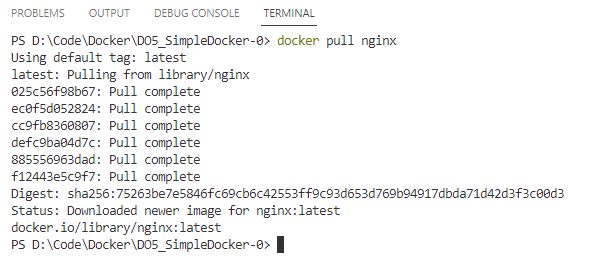 PROBLEMS OUTPUT DEBUG CONSOLE TERMINAL
PS D:\Code\Docker\DO5_SimpleDocker-0> docker pull nginx
Using default tag: latest
latest: Pulling from library/nginx
025c56f98b67: Pull complete
ec0f5d052824: Pull complete
cc9fb8360807: Pull complete
defc9ba04d7c: Pull complete
885556963dad: Pull complete
f12443e5c9f7: Pull complete
Digest: sha256:75263be7e5846fc69cb6c42553ff9c93d653d769b94917dbda71d42d3f3c00d3
Status: Downloaded newer image for nginx:latest
docker.io/library/nginx:latest
PS D:\Code\Docker\DO5_SimpleDocker-0>